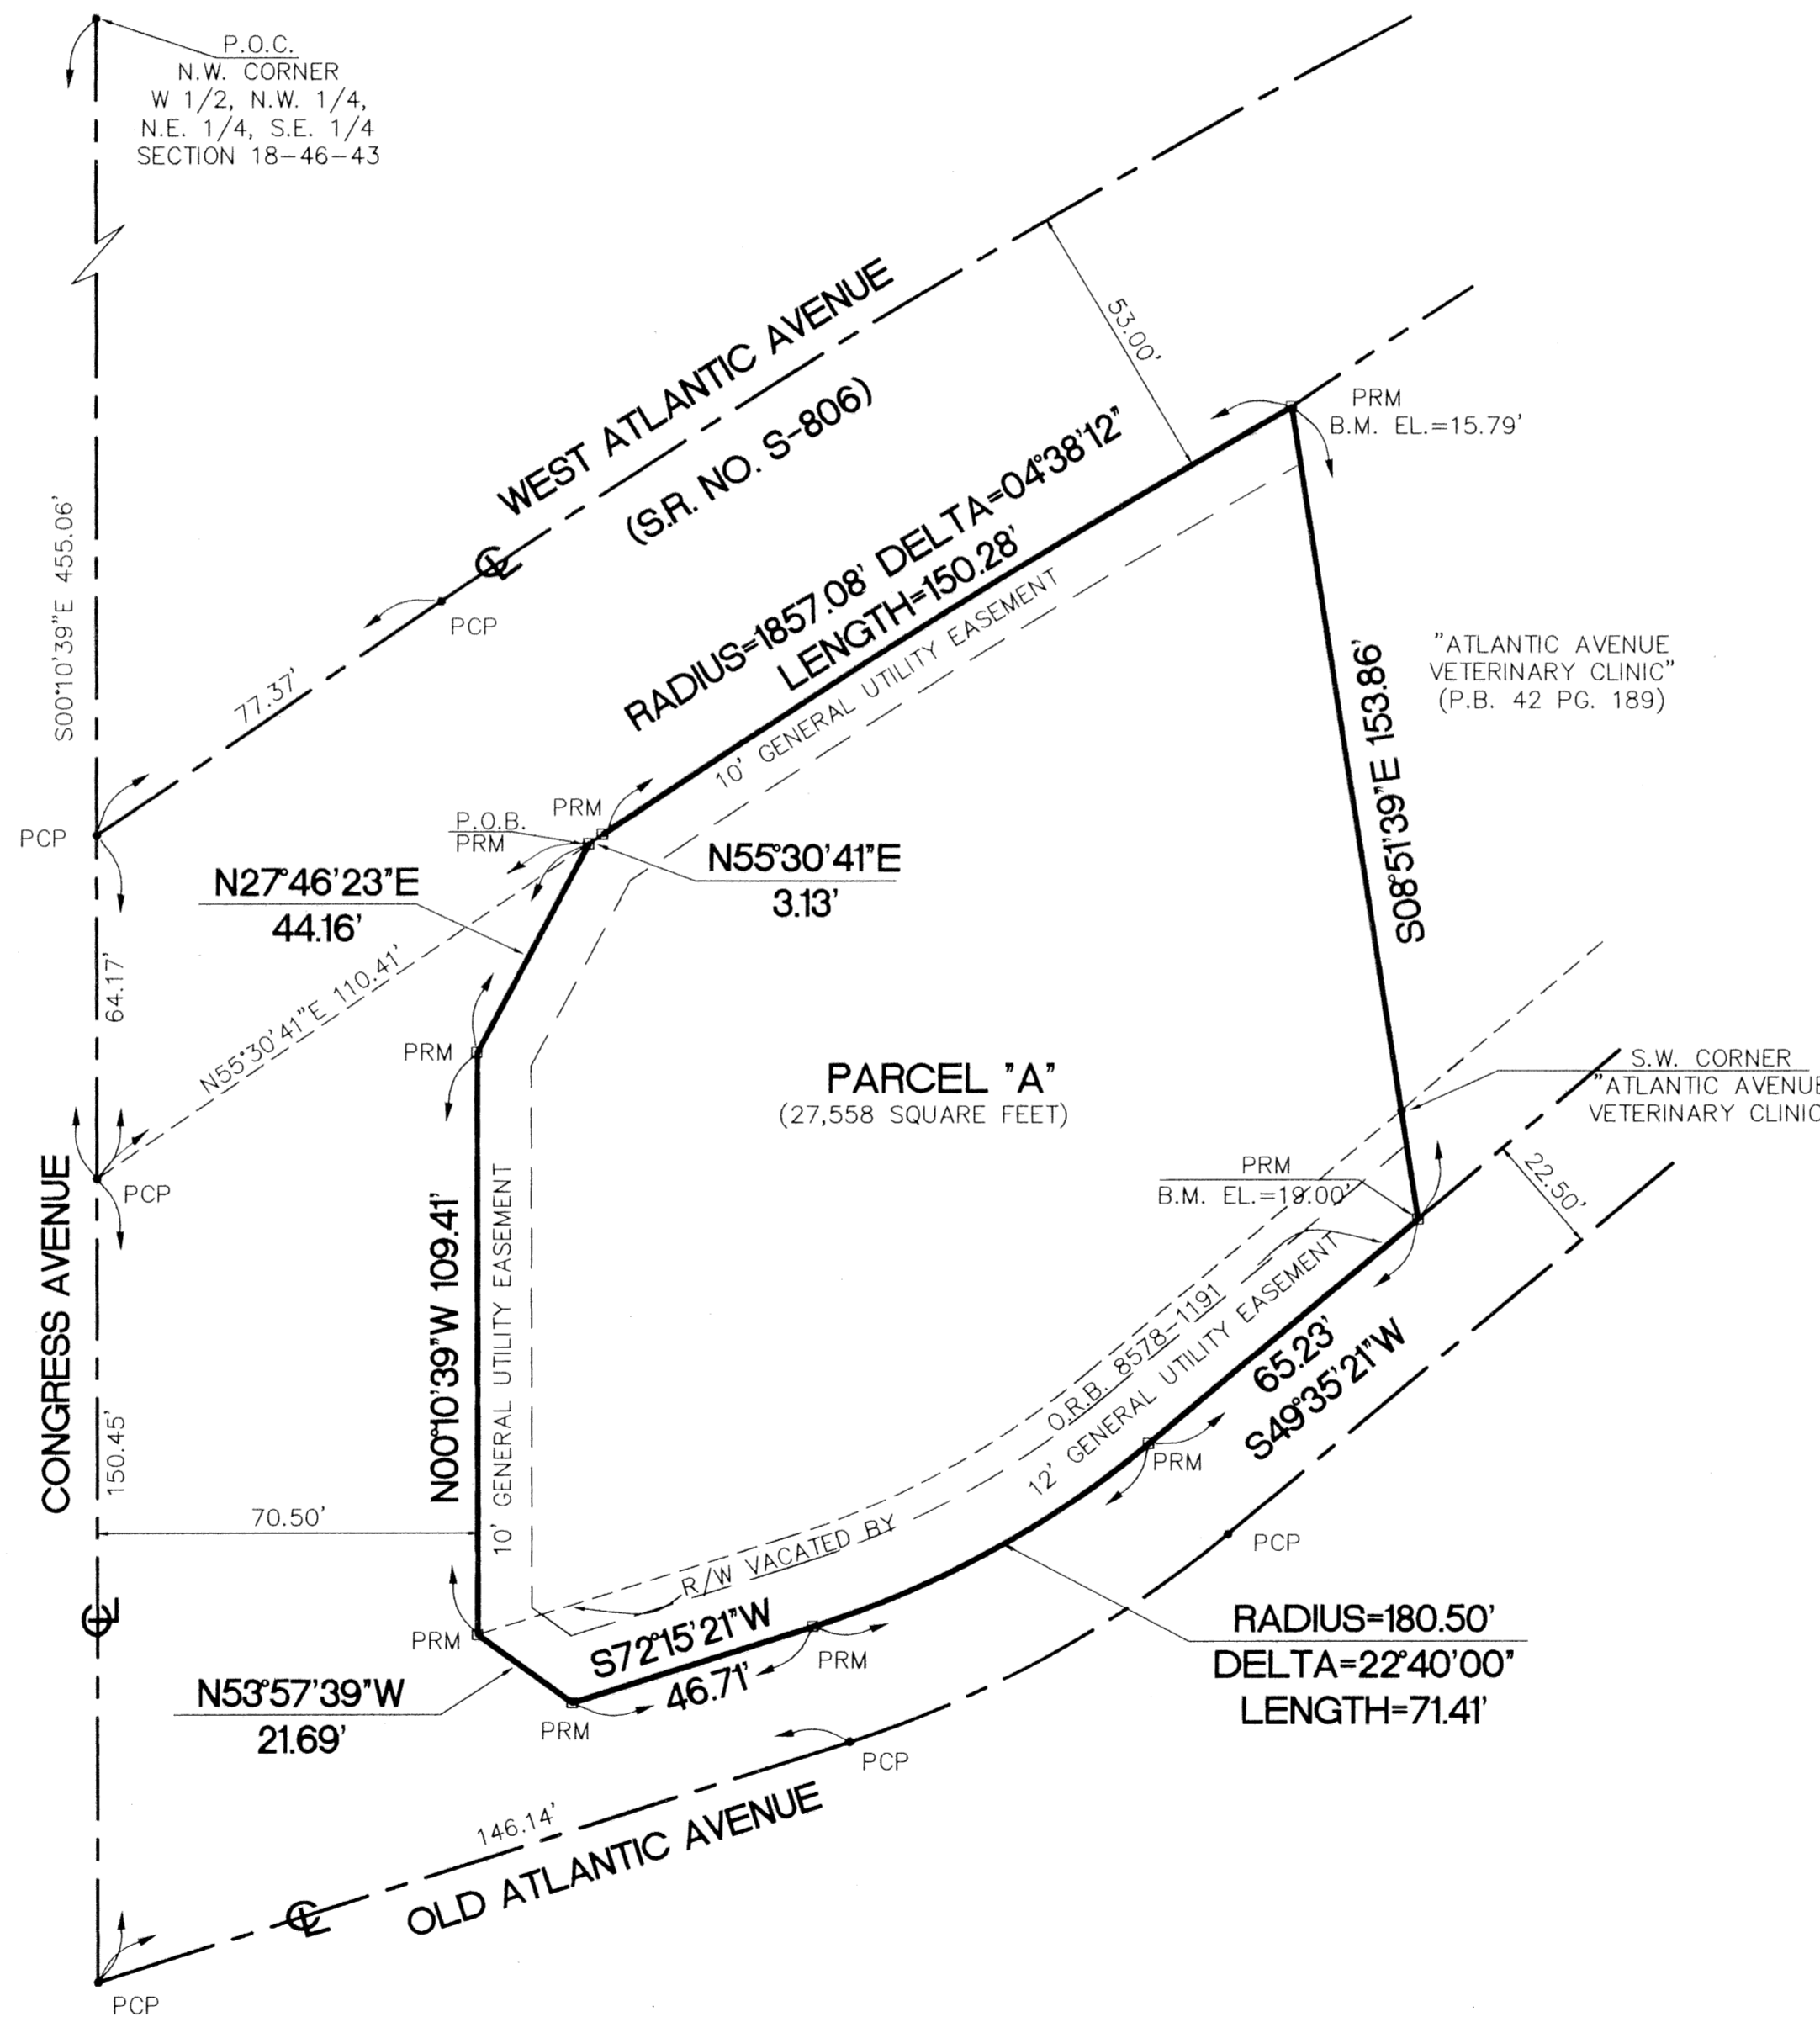 P.O.C.
N.W. CORNER
W 1/2, N.W. 1/4,
N.E. 1/4, S.E. 1/4
SECTION 18-46-43
WEST ATLANTIC AVENUE
(S.R. NO. S-806)
53.00'
PRM
B.M. EL.=15.79'
S00°10'39"E 455.06'
℄
PCP
77.37'
RADIUS=1857.08' DELTA=04°38'12"
LENGTH=150.28'
10' GENERAL UTILITY EASEMENT
"ATLANTIC AVENUE
VETERINARY CLINIC"
(P.B. 42 PG. 189)
S08°51'39"E 153.86'
PCP
P.O.B.
PRM
PRM
N55°30'41"E
3.13'
N27°46'23"E
44.16'
64.17'
N55°30'41"E 110.41'
PRM
PARCEL "A"
(27,558 SQUARE FEET)
S.W. CORNER
"ATLANTIC AVENUE
VETERINARY CLINIC
PCP
PRM
B.M. EL.=19.00'
22.50'
CONGRESS AVENUE
150.45'
N00°10'39"W 109.41'
10' GENERAL UTILITY EASEMENT
O.R.B. 8578-1191
12' GENERAL UTILITY EASEMENT
65.23'
S49°35'21"W
PRM
70.50'
PCP
R/W VACATED BY
℄
PRM
S72°15'21"W
46.71'
PRM
RADIUS=180.50'
DELTA=22°40'00"
LENGTH=71.41'
N53°57'39"W
21.69'
PRM
PCP
146.14'
OLD ATLANTIC AVENUE
℄
PCP